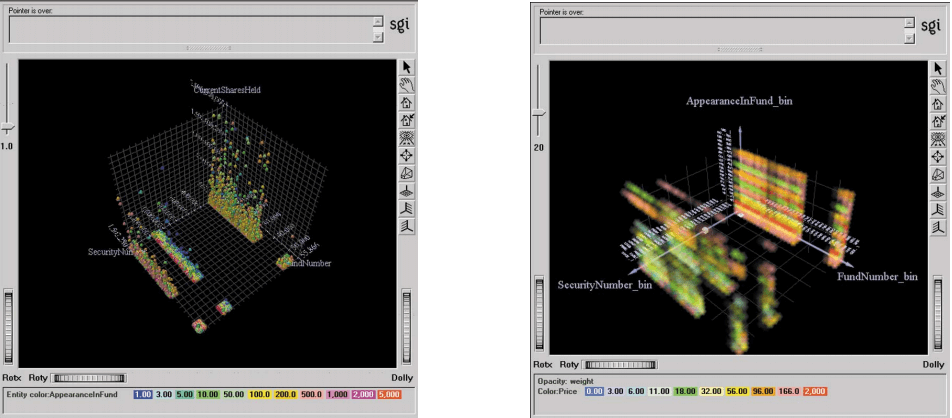 Pointer is over:
sgi
CurrentSharesHeld
1.0
FundNumber
Rotx Roty Dolly
Entity color:AppearanceInFund 1.00 3.00 5.00 10.00 50.00 100.0 200.0 500.0 1,000 2,000 5,000
Pointer is over:
sgi
AppearanceInFund_bin
20
FundNumber_bin
SecurityNumber_bin
Rotx Roty Dolly
Opacity: weight
Color:Price 0.00 3.00 6.00 11.00 18.00 32.00 56.00 96.00 166.0 2,000